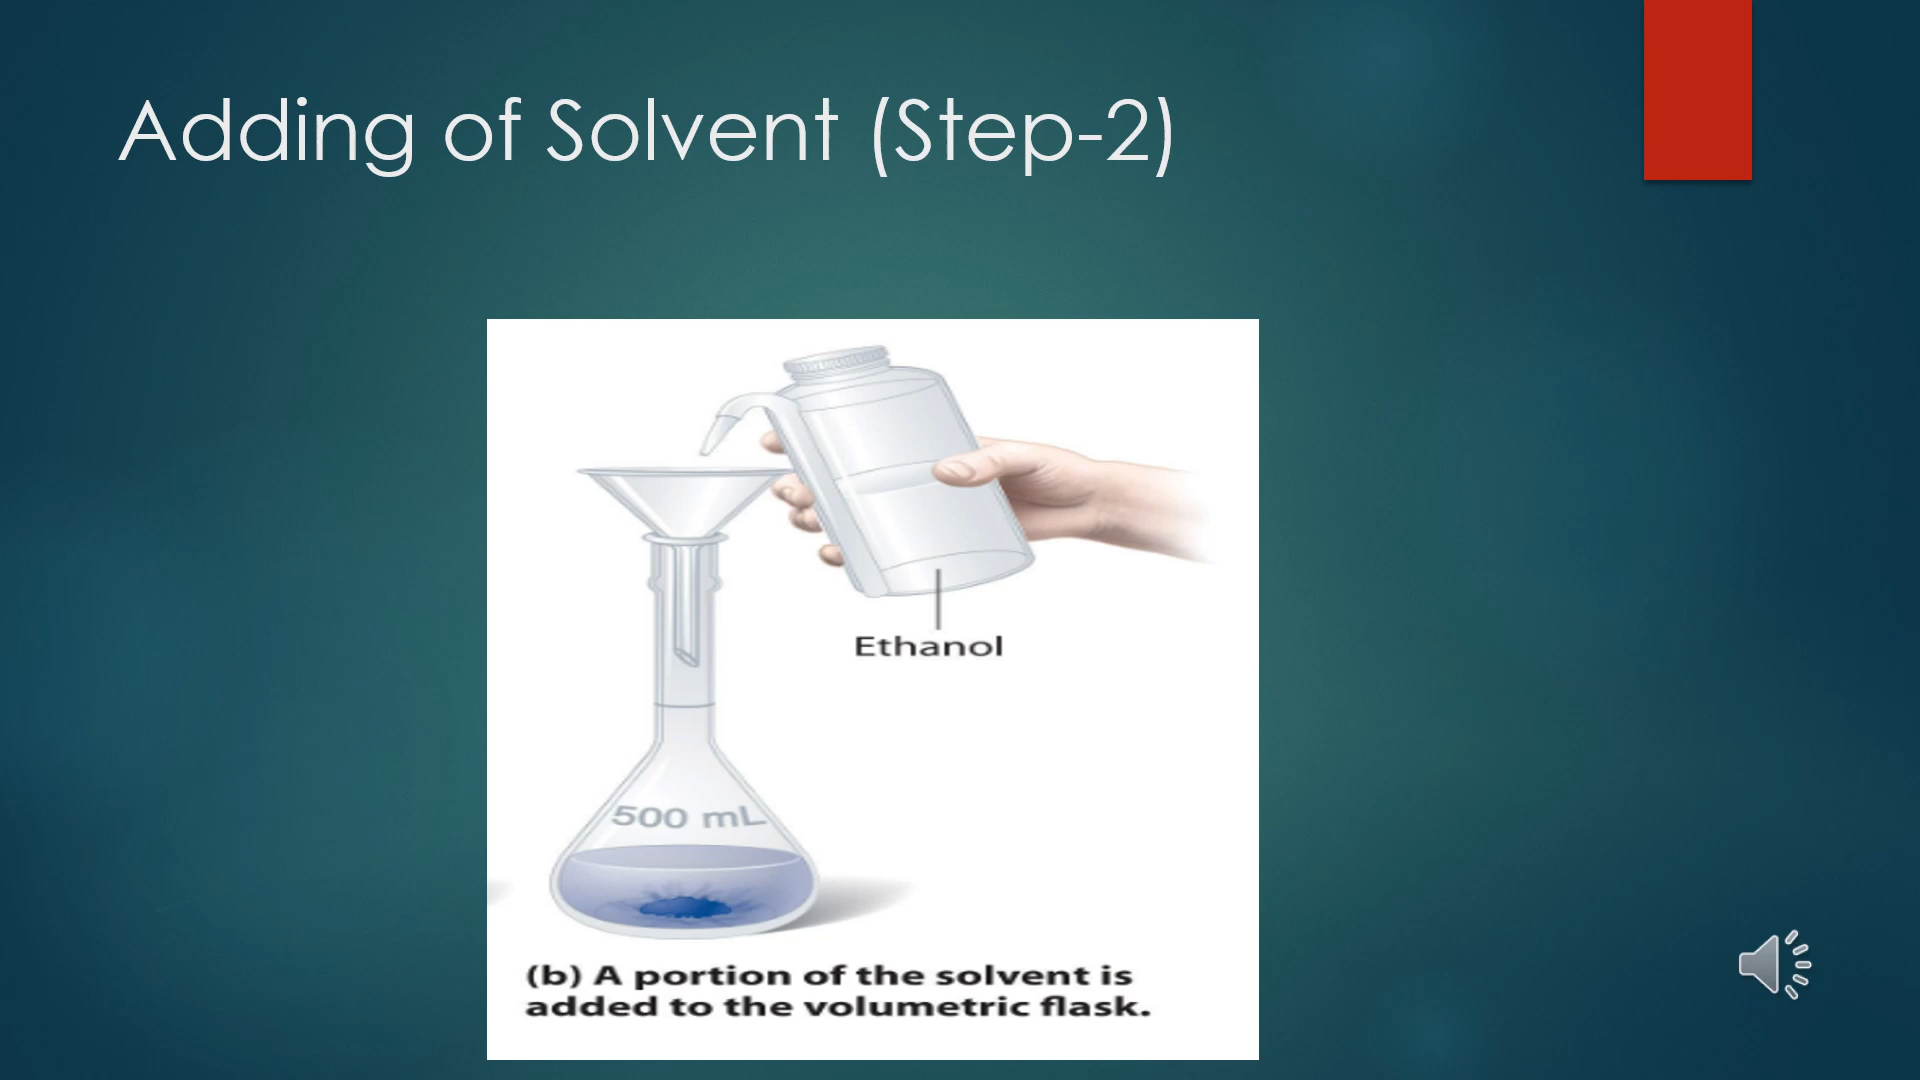 Adding of Solvent (Step-2)
Ethanol
500 mL
(b) A portion of the solvent is
added to the volumetric flask.